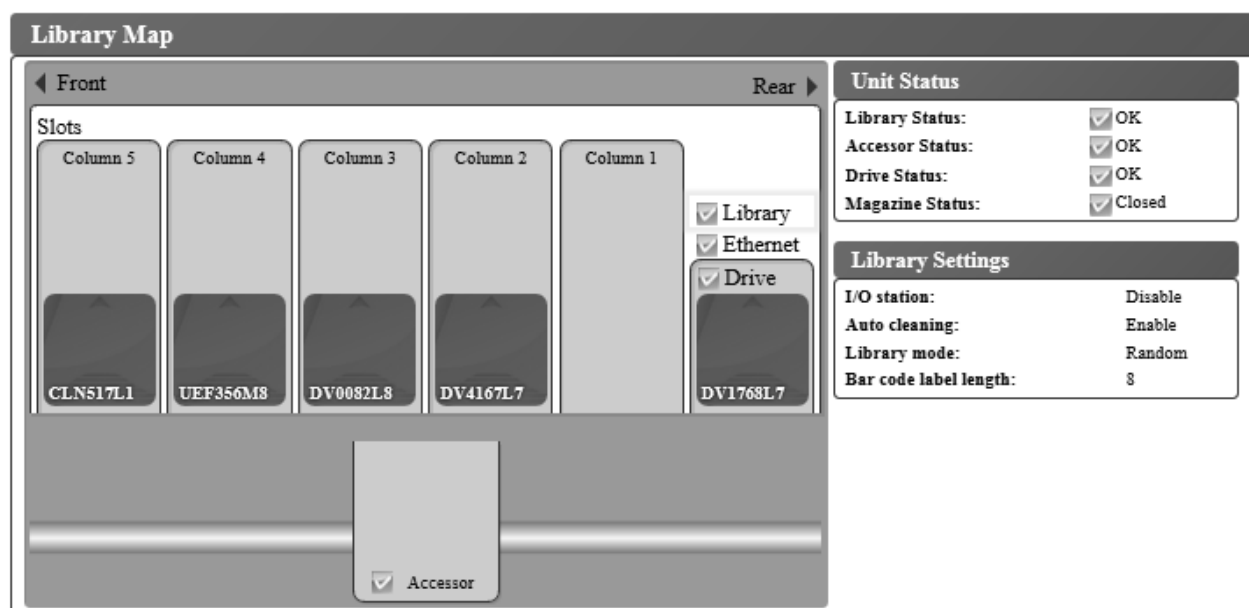 Library Map
Front
Rear
Slots
Column 5
Column 4
Column 3
Column 2
Column 1
Library
Ethernet
Drive
CLN517L1
UEF356M8
DV0082L8
DV4167L7
DV1768L7
Accessor
Unit Status
Library Status: OK
Accessor Status: OK
Drive Status: OK
Magazine Status: Closed
Library Settings
I/O station: Disable
Auto cleaning: Enable
Library mode: Random
Bar code label length: 8